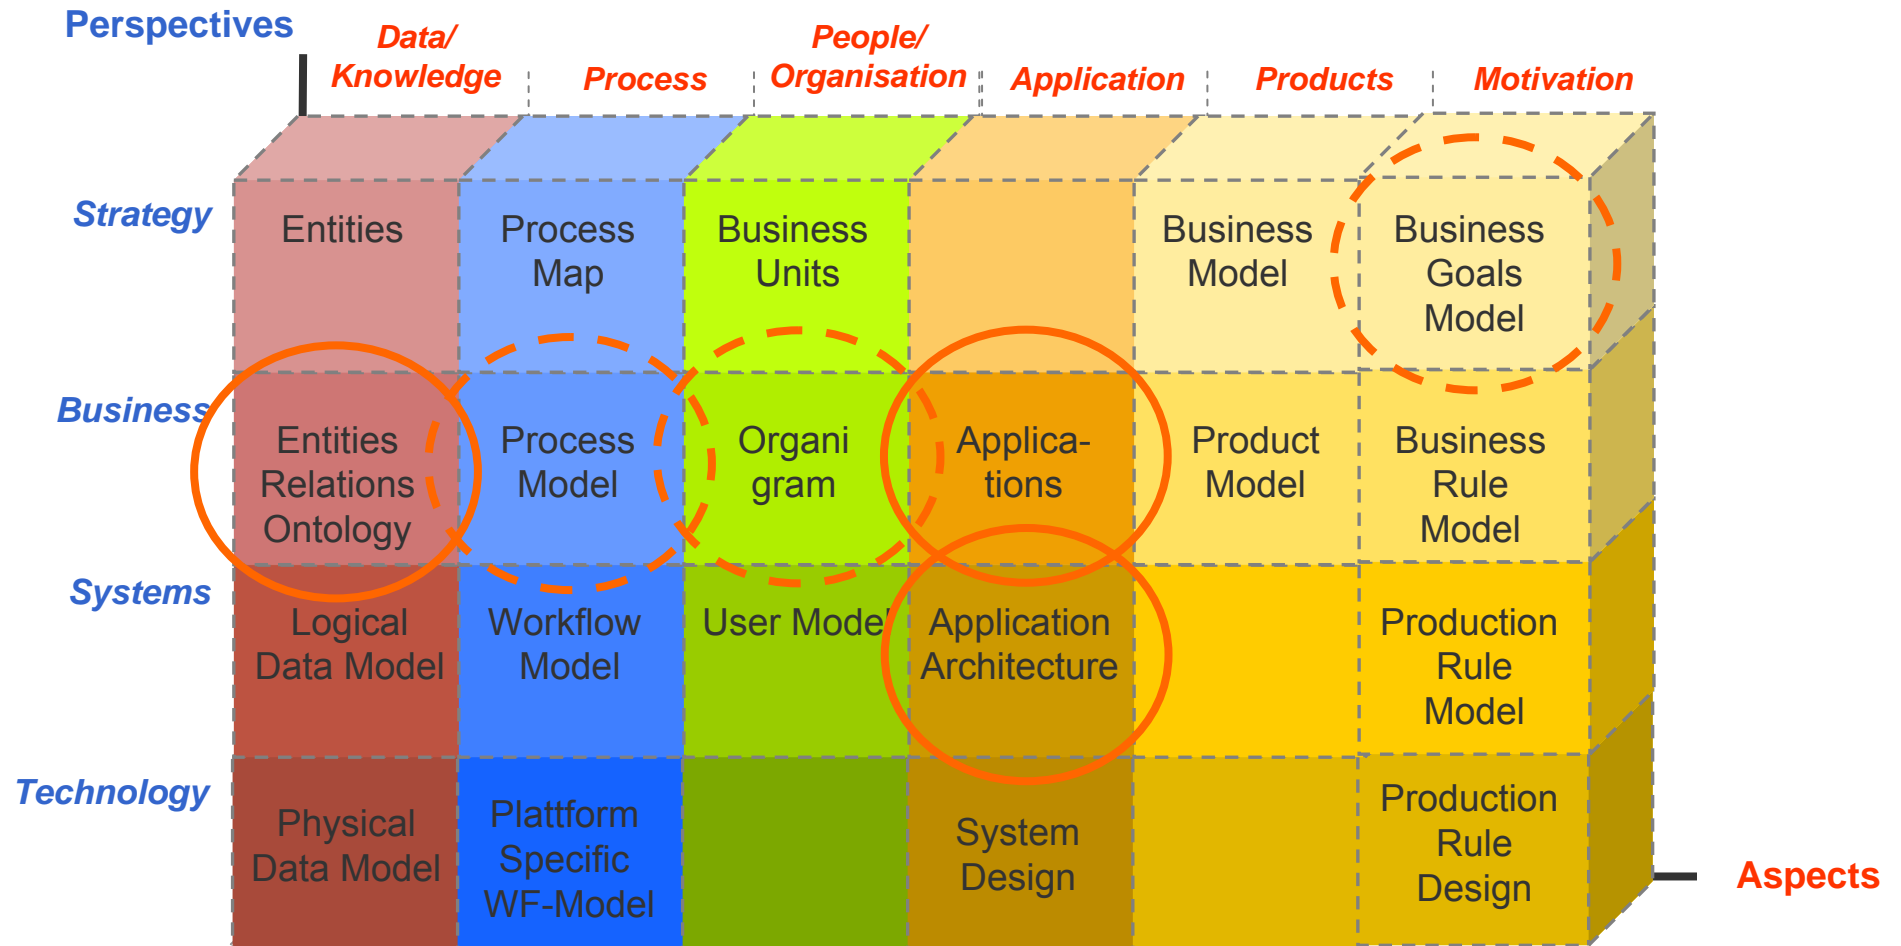 Perspectives
Data/
Knowledge
Process
People/
Organisation
Application
Products
Motivation
Strategy
Entities
Process
Map
Business
Units
Business
Model
Business
Goals
Model
Business
Entities
Relations
Ontology
Process
Model
Organi
gram
Applica-
tions
Product
Model
Business
Rule
Model
Systems
Logical
Data Model
Workflow
Model
User Model
Application
Architecture
Production
Rule
Model
Technology
Physical
Data Model
Plattform
Specific
WF-Model
System
Design
Production
Rule
Design
Aspects